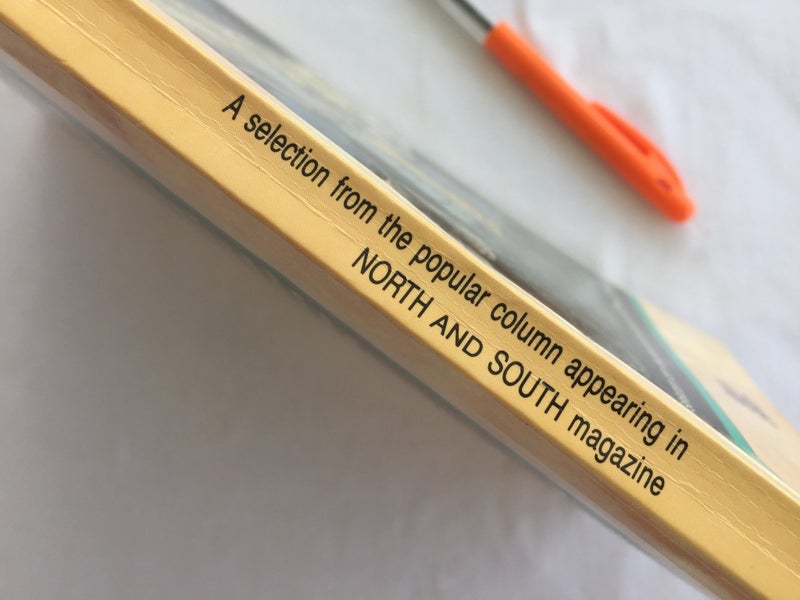 A selection from the popular column appearing in
NORTH AND SOUTH magazine